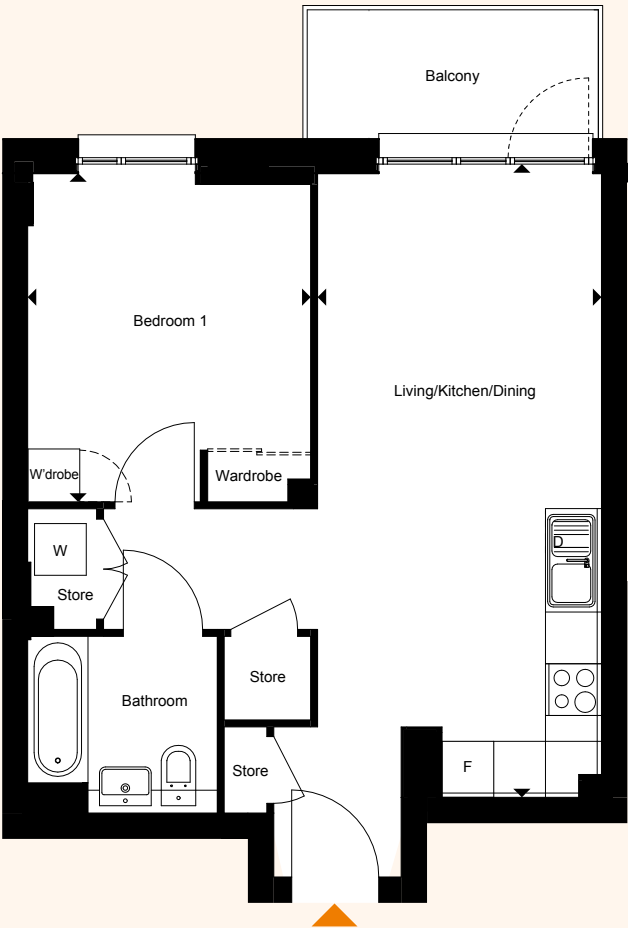 Balcony
Bedroom 1
Living/Kitchen/Dining
W'drobe
Wardrobe
W
Store
Store
Bathroom
Store
F